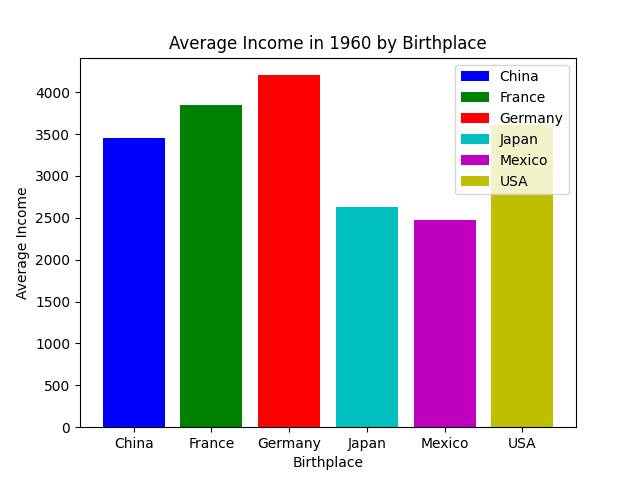 Average Income in 1960 by Birthplace
China
France
Germany
Japan
Mexico
USA
4000
3500
3000
2500
2000
1500
1000
500
0
Average Income
China France Germany Japan Mexico USA
Birthplace